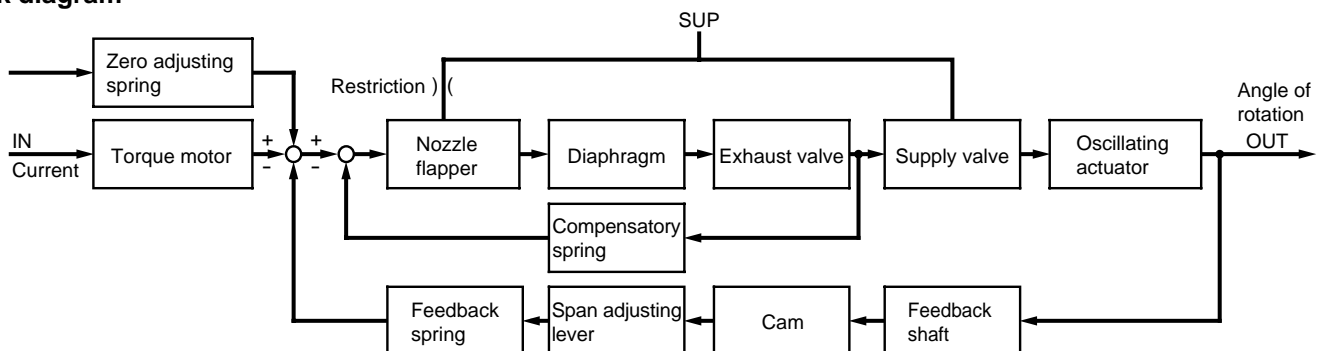 SUP
Zero adjusting
spring
Restriction ) (
Angle of
rotation
OUT
IN
Current
Torque motor
+
-
+
-
Nozzle
flapper
Diaphragm
Exhaust valve
Supply valve
Oscillating
actuator
Compensatory
spring
Feedback
spring
Span adjusting
lever
Cam
Feedback
shaft